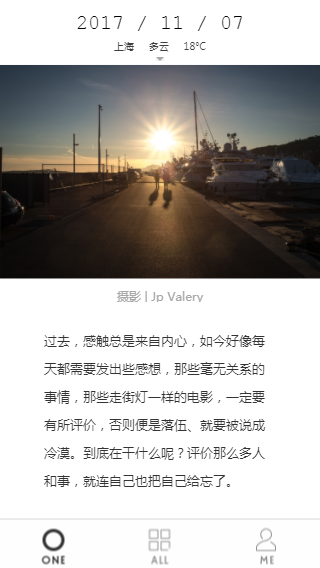 2017 / 11 / 07
上海 多云 18°C
摄影 | Jp Valery
过去，感触总是来自内心，如今好像每
天都需要发出些感想，那些毫无关系的
事情，那些走街灯一样的电影，一定要
有所评价，否则便是落伍、就要被说成
冷漠。到底在干什么呢？评价那么多人
和事，就连自己也把自己给忘了。
ONE ALL ME